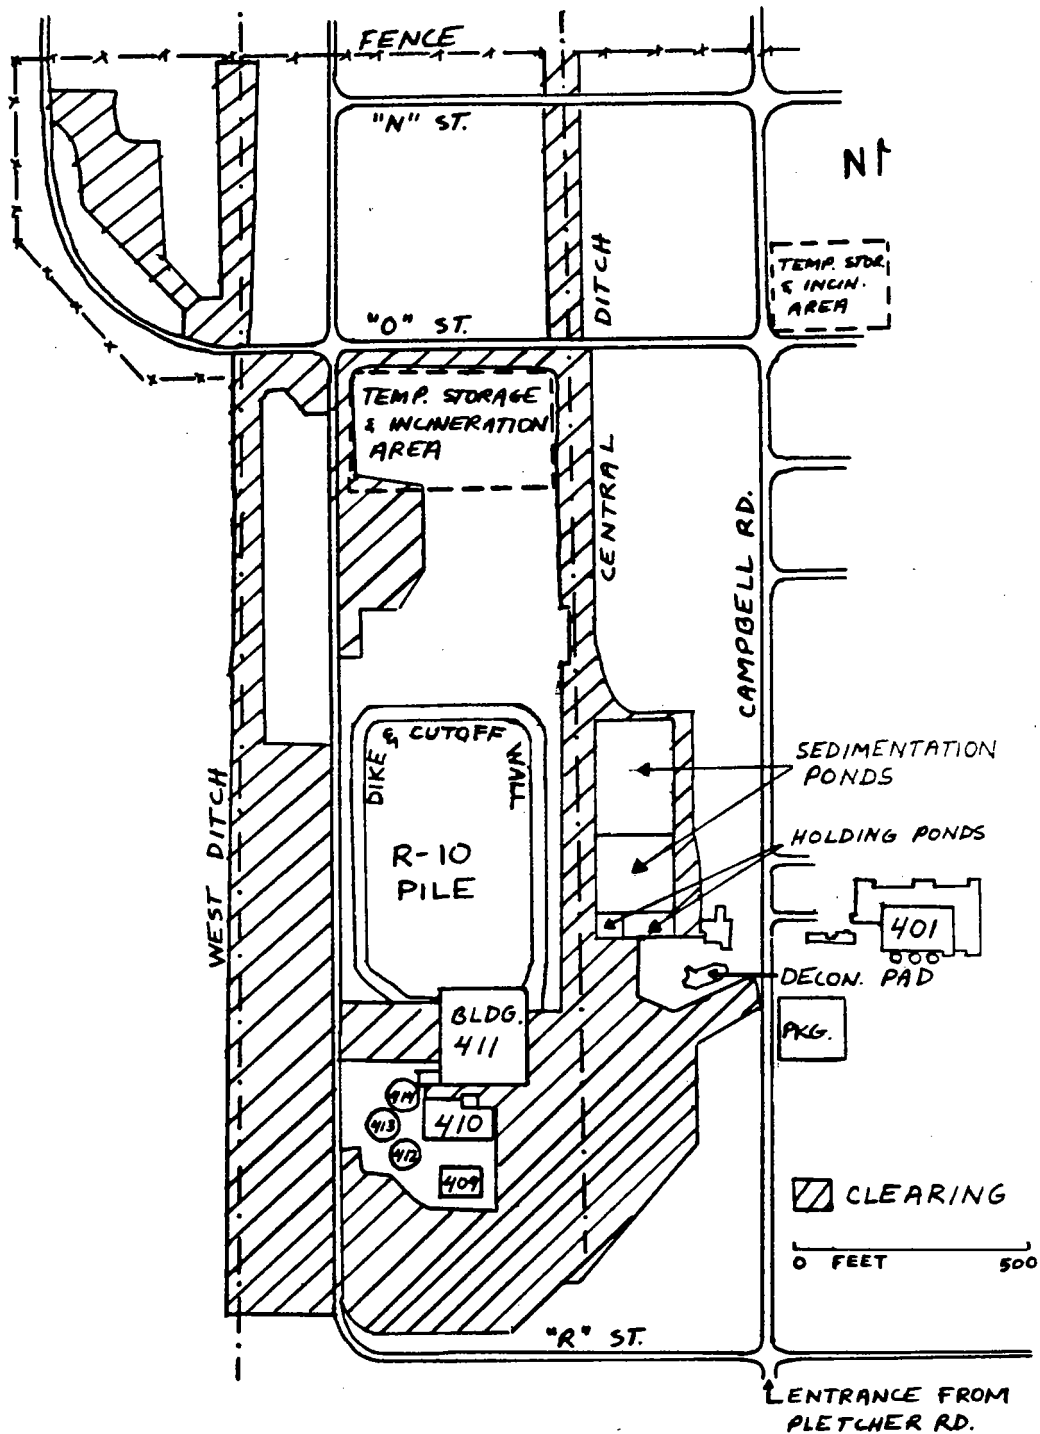 FENCE
"N" ST.
N
DITCH
TEMP. STOR.
& INCIN.
AREA
"O" ST.
TEMP. STORAGE
& INCINERATION
AREA
CENTRAL
CAMPBELL RD.
SEDIMENTATION
PONDS
& CUTOFF
DIKE
WALL
WEST DITCH
HOLDING PONDS
R-10
PILE
401
DECON. PAD
BLDG.
411
PKG.
414
413
410
412
409
CLEARING
0 FEET 500
"R" ST.
ENTRANCE FROM
PLETCHER RD.